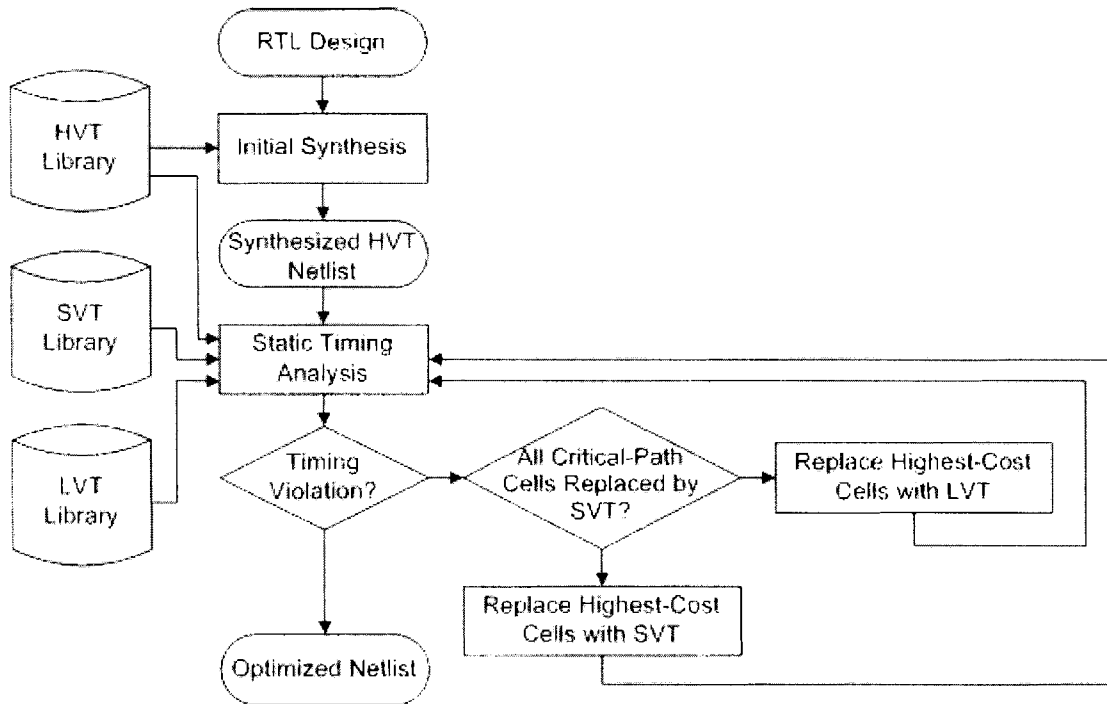 RTL Design
HVT
Library
Initial Synthesis
Synthesized HVT
Netlist
SVT
Library
Static Timing
Analysis
LVT
Library
Timing
Violation?
All Critical-Path
Cells Replaced by
SVT?
Replace Highest-Cost
Cells with LVT
Replace Highest-Cost
Cells with SVT
Optimized Netlist